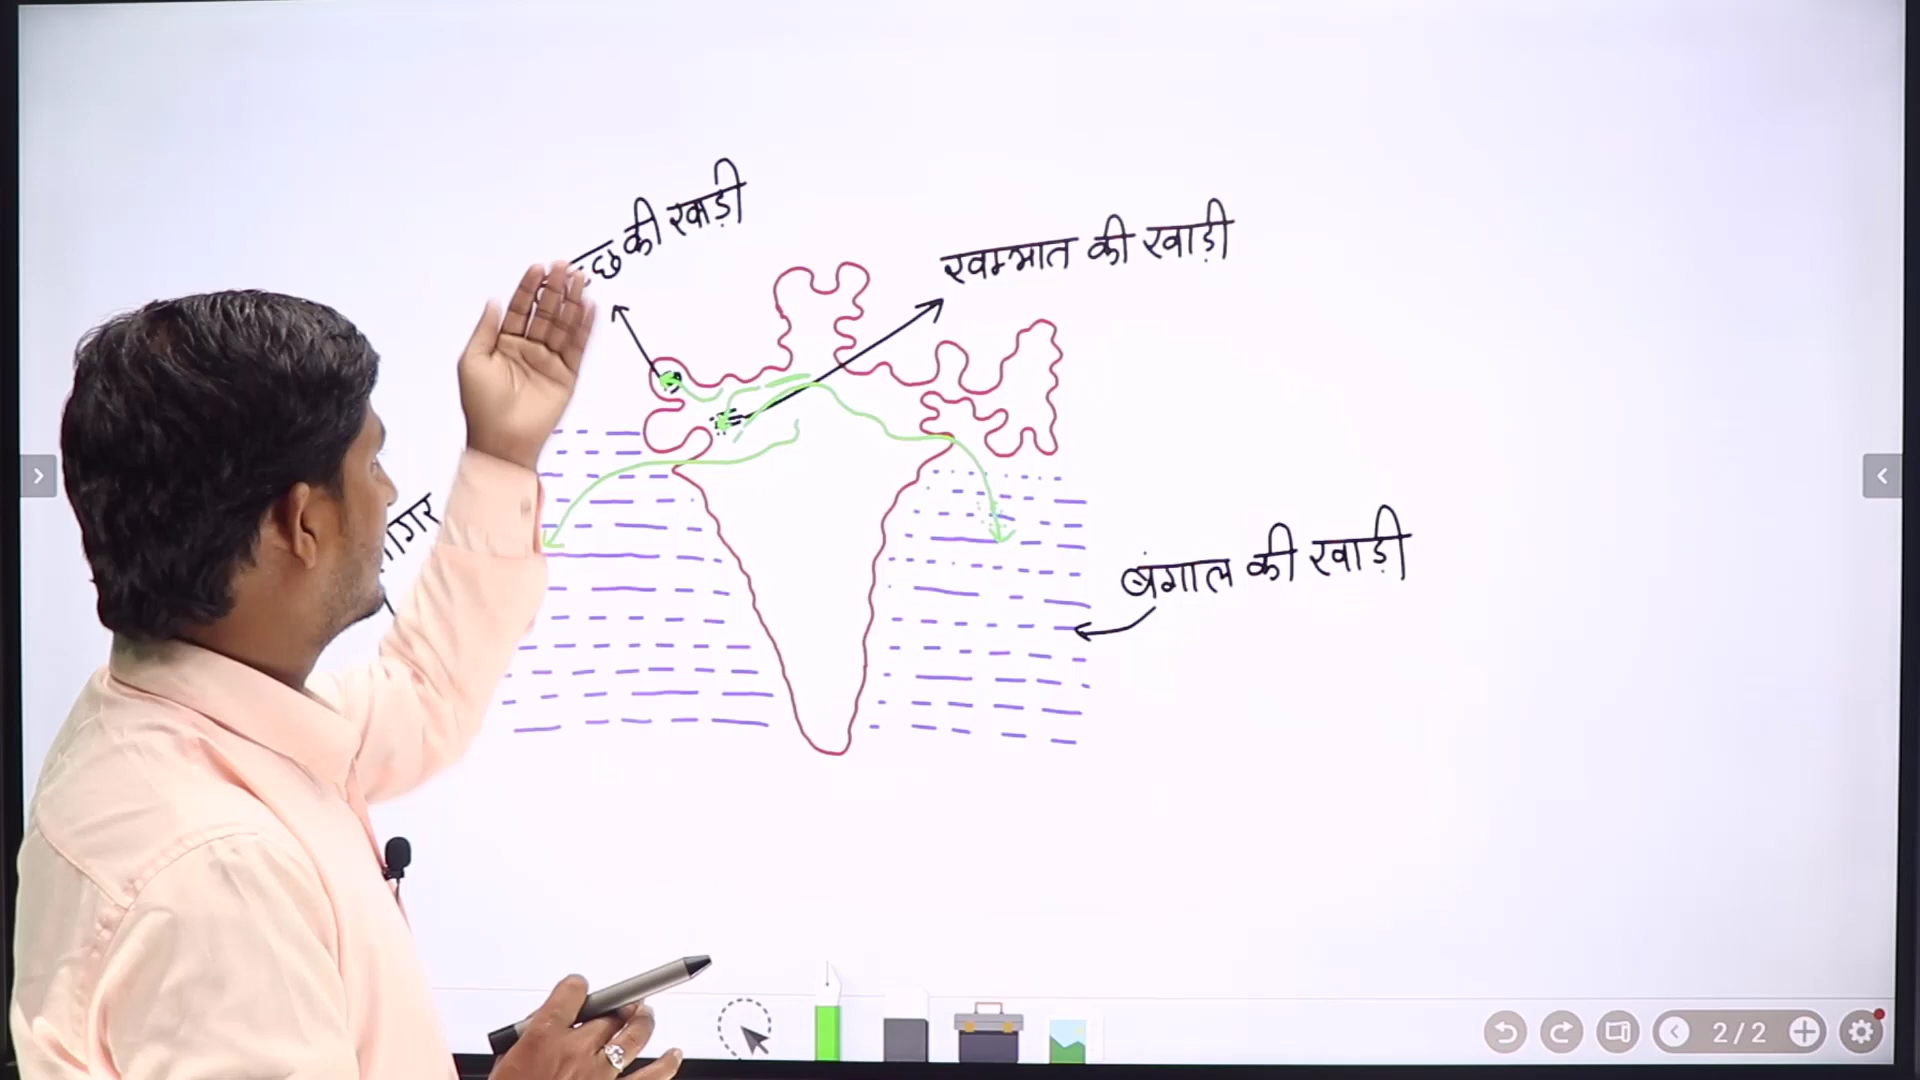 की खाड़ी
खम्भात की खाड़ी
बंगाल की खाड़ी
2/2